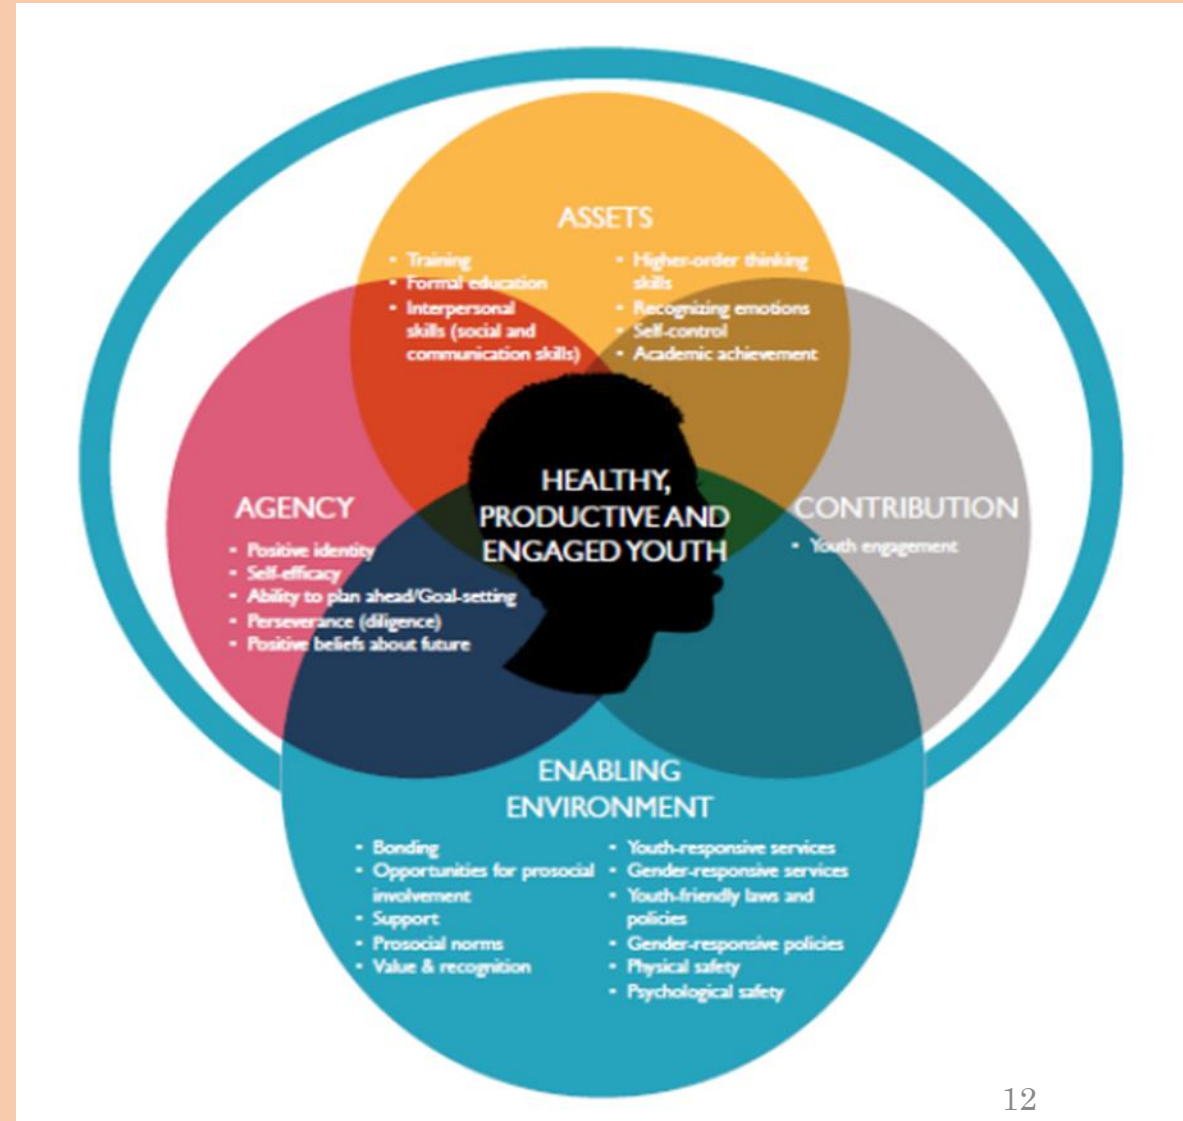 ASSETS
▪ Training
▪ Formal education
▪ Interpersonal
skills (social and
communication skills)
▪ Higher-order thinking
skills
▪ Recognizing emotions
▪ Self-control
▪ Academic achievement
HEALTHY,
PRODUCTIVE AND
ENGAGED YOUTH
AGENCY
▪ Positive identity
▪ Self-efficacy
▪ Ability to plan ahead/Goal-setting
▪ Perseverance (diligence)
▪ Positive beliefs about future
CONTRIBUTION
▪ Youth engagement
ENABLING
ENVIRONMENT
▪ Bonding
▪ Opportunities for prosocial
involvement
▪ Support
▪ Prosocial norms
▪ Value & recognition
▪ Youth-responsive services
▪ Gender-responsive services
▪ Youth-friendly laws and
policies
▪ Gender-responsive policies
▪ Physical safety
▪ Psychological safety
12